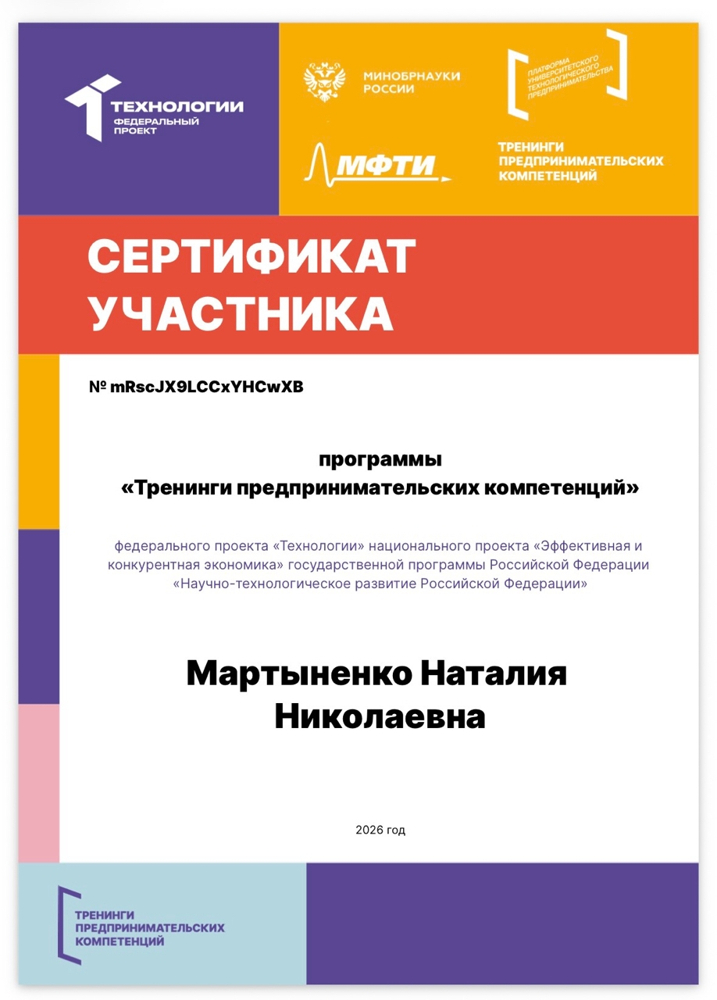 ТЕХНОЛОГИИ
ФЕДЕРАЛЬНЫЙ
ПРОЕКТ
МИНОБРНАУКИ
РОССИИ
ПЛАТФОРМА
УНИВЕРСИТЕТСКОГО
ТЕХНОЛОГИЧЕСКОГО
ПРЕДПРИНИМАТЕЛЬСТВА
МФТИ
ТРЕНИНГИ
ПРЕДПРИНИМАТЕЛЬСКИХ
КОМПЕТЕНЦИЙ
СЕРТИФИКАТ
УЧАСТНИКА
№ mRscJX9LCCxYHCwXB
программы
«Тренинги предпринимательских компетенций»
федерального проекта «Технологии» национального проекта «Эффективная и
конкурентная экономика» государственной программы Российской Федерации
«Научно-технологическое развитие Российской Федерации»
Мартыненко Наталия
Николаевна
2026 год
ТРЕНИНГИ
ПРЕДПРИНИМАТЕЛЬСКИХ
КОМПЕТЕНЦИЙ